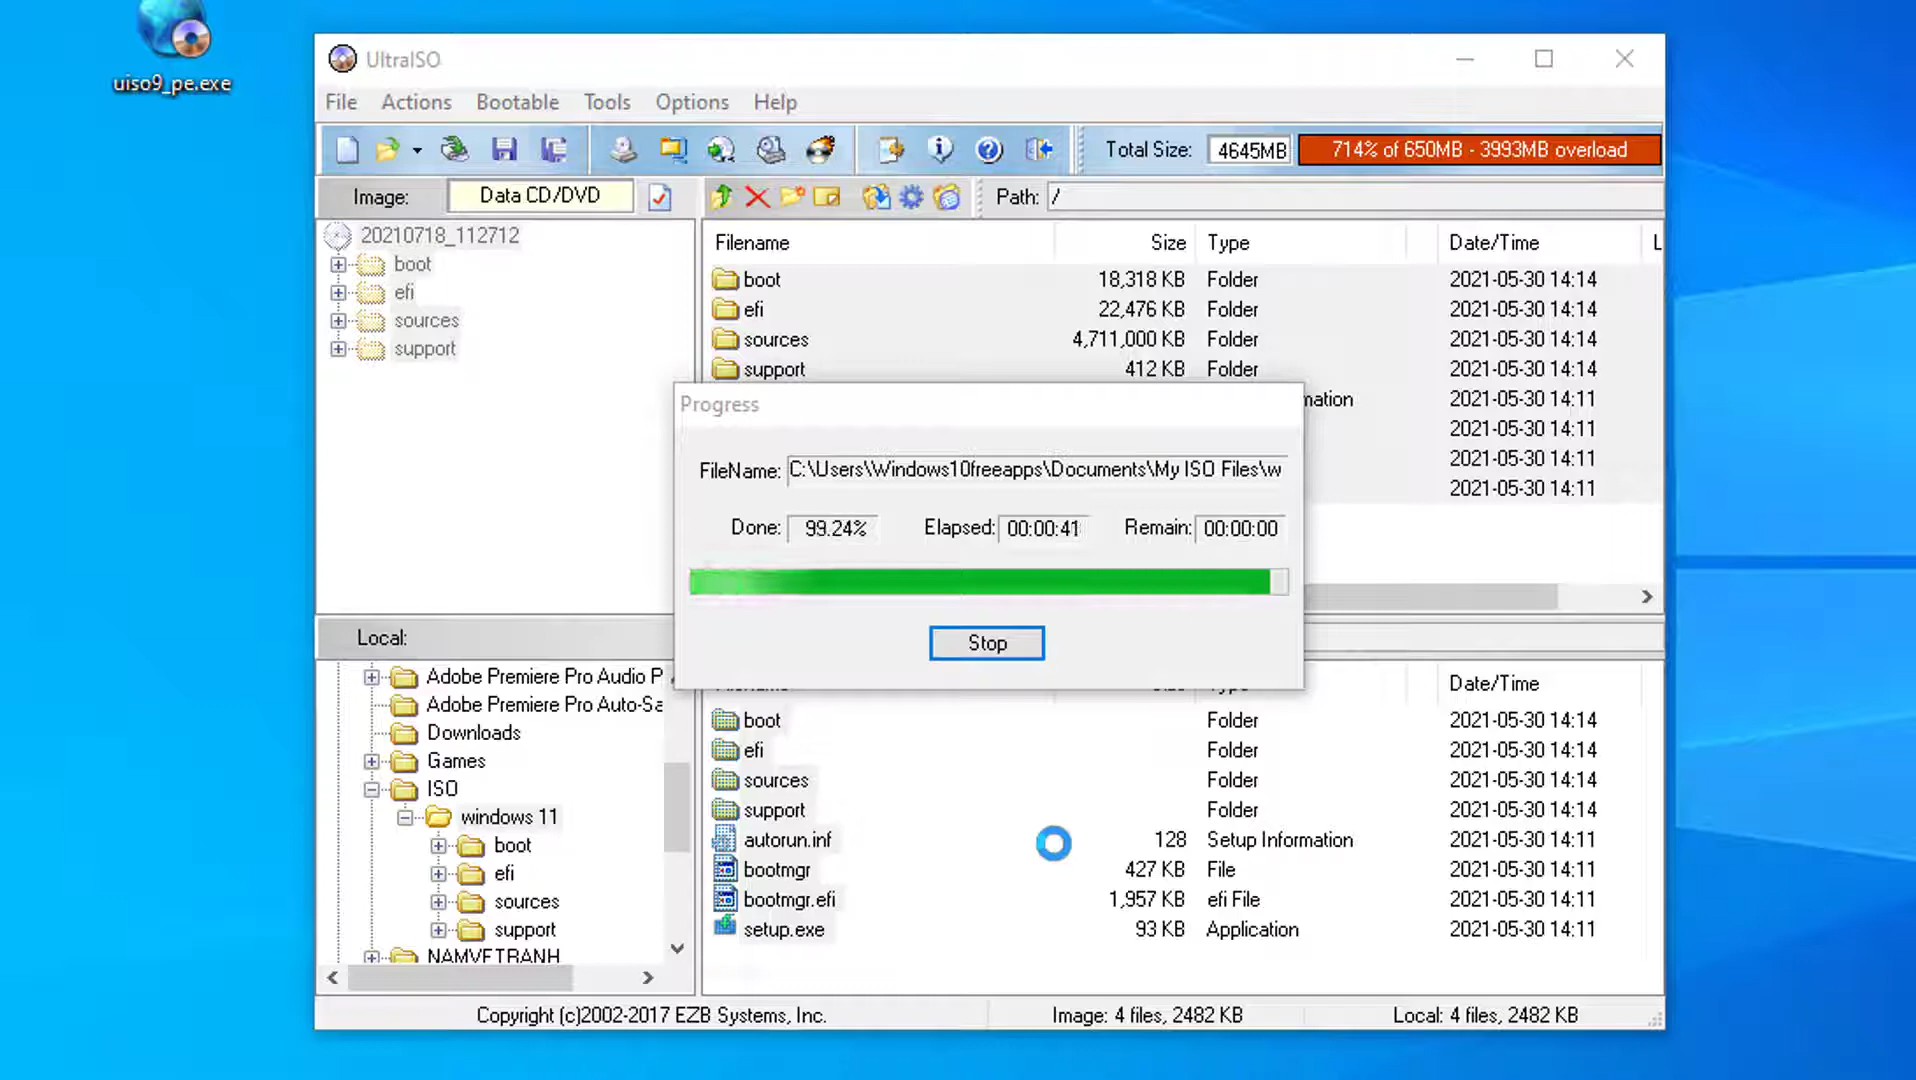 uiso9_pe.exe
UltraISO
File Actions Bootable Tools Options Help
Total Size: 4645MB 714% of 650MB - 3993MB overload
Image: Data CD/DVD Path: /
20210718_112712
boot
efi
sources
support
Filename Size Type Date/Time L
boot 18,318 KB Folder 2021-05-30 14:14
efi 22,476 KB Folder 2021-05-30 14:14
sources 4,711,000 KB Folder 2021-05-30 14:14
support 412 KB Folder 2021-05-30 14:14
mation 2021-05-30 14:11
2021-05-30 14:11
2021-05-30 14:11
2021-05-30 14:11
Progress
FileName: C:\Users\Windows10freeapps\Documents\My ISO Files\w
Done: 99.24% Elapsed: 00:00:41 Remain: 00:00:00
Stop
Local:
Adobe Premiere Pro Audio P
Adobe Premiere Pro Auto-Sa
Downloads
Games
ISO
windows 11
boot
efi
sources
support
NAMVETRANH
Date/Time
boot Folder 2021-05-30 14:14
efi Folder 2021-05-30 14:14
sources Folder 2021-05-30 14:14
support Folder 2021-05-30 14:14
autorun.inf 128 Setup Information 2021-05-30 14:11
bootmgr 427 KB File 2021-05-30 14:11
bootmgr.efi 1,957 KB efi File 2021-05-30 14:11
setup.exe 93 KB Application 2021-05-30 14:11
Copyright (c)2002-2017 EZB Systems, Inc. Image: 4 files, 2482 KB Local: 4 files, 2482 KB